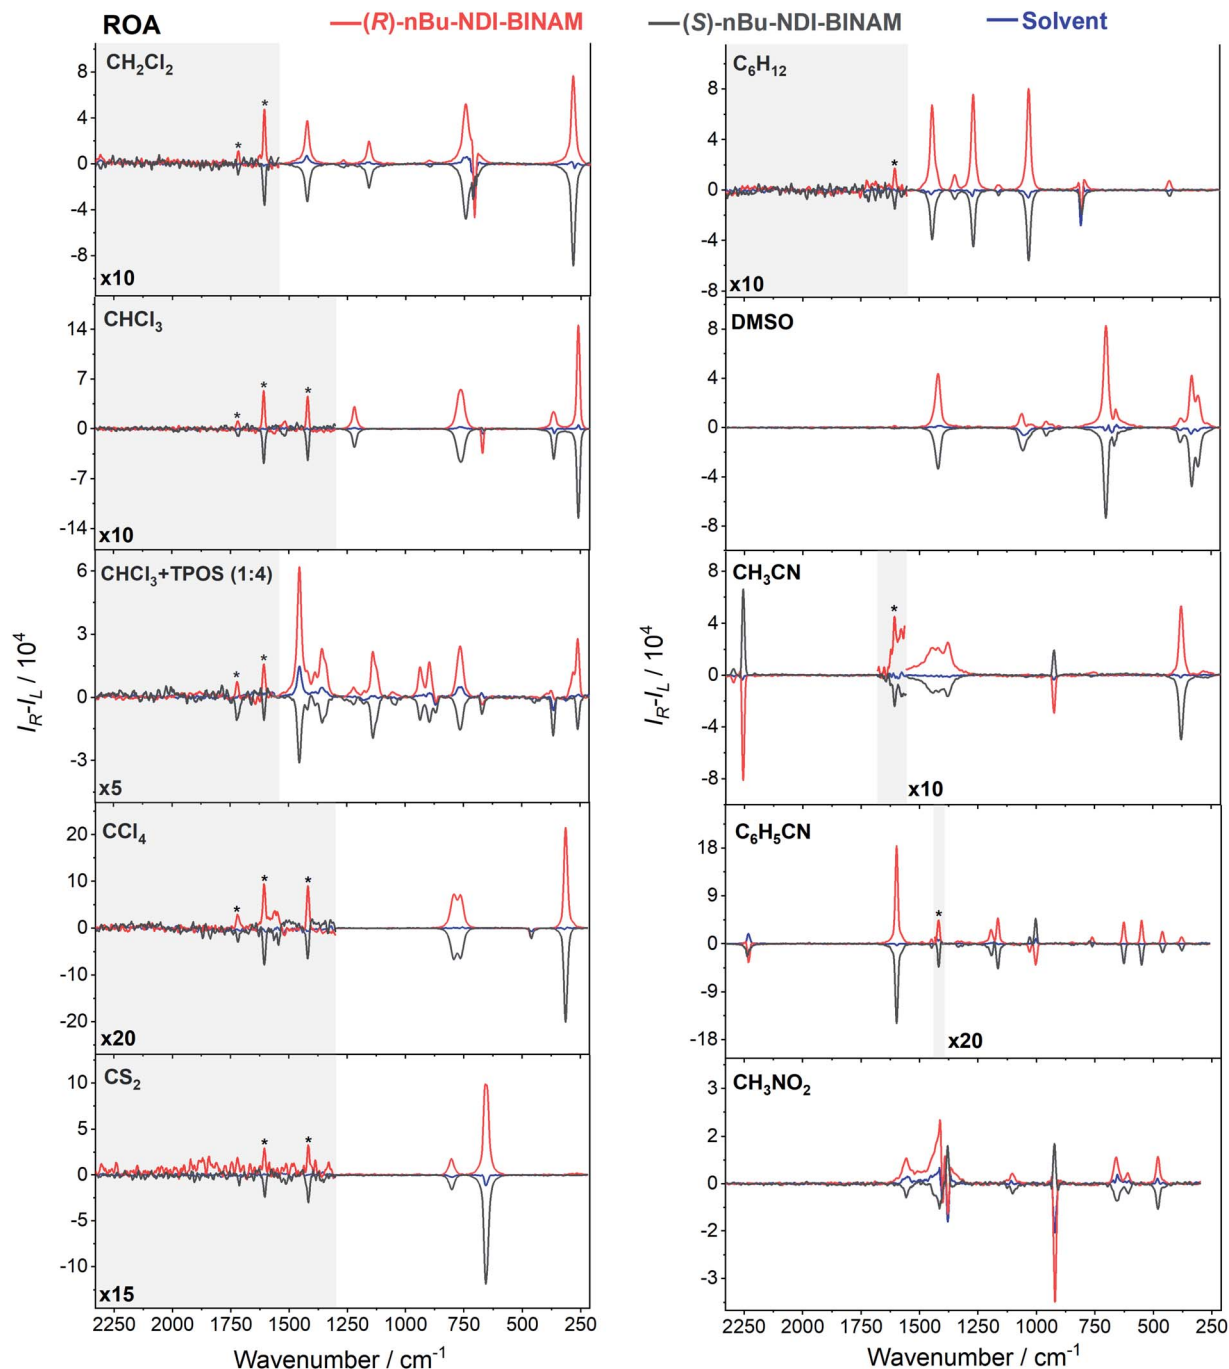 ROA
(R)-nBu-NDI-BINAM
(S)-nBu-NDI-BINAM
Solvent
CH2Cl2
*
*
8
4
0
-4
-8
x10
CHCl3
*
*
*
14
7
0
-7
-14
x10
CHCl3+TPOS (1:4)
*
*
6
3
0
-3
x5
CCl4
*
*
*
20
10
0
-10
-20
x20
CS2
*
*
10
5
0
-5
-10
x15
IR-IL / 10⁴
2250 2000 1750 1500 1250 1000 750 500 250
Wavenumber / cm⁻¹
C6H12
*
8
4
0
-4
-8
x10
DMSO
8
4
0
-4
-8
CH3CN
*
8
4
0
-4
-8
x10
C6H5CN
*
18
9
0
-9
-18
x20
CH3NO2
3
2
0
-2
-3
IR-IL / 10⁴
2250 2000 1750 1500 1250 1000 750 500 250
Wavenumber / cm⁻¹